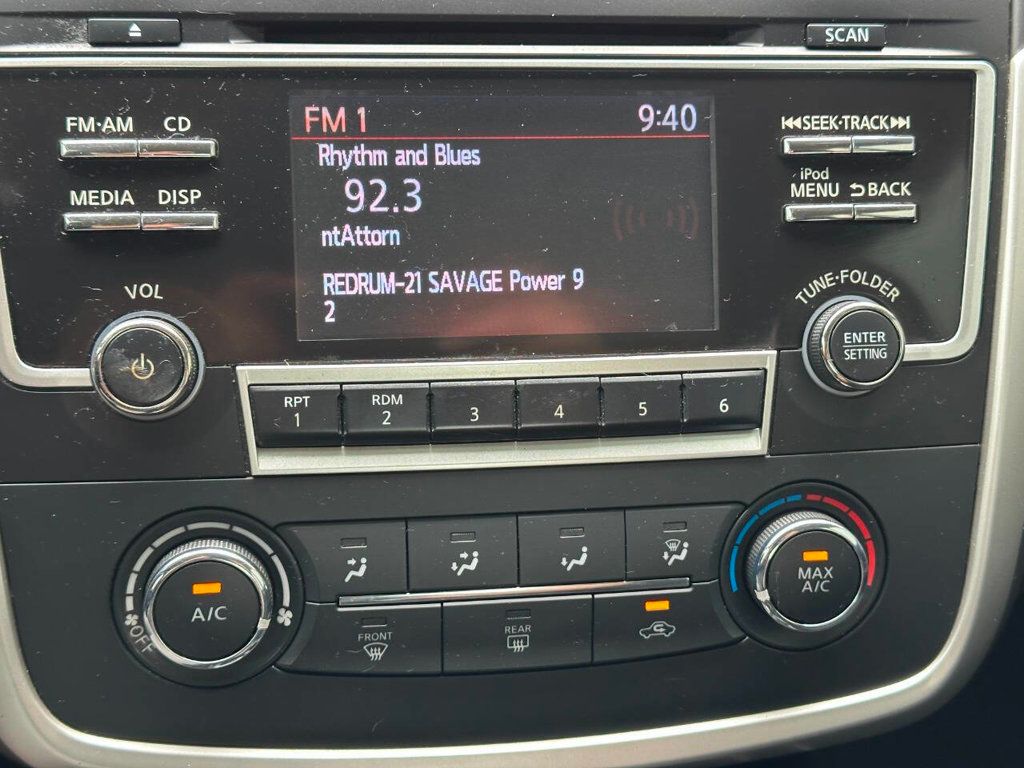 SCAN
FM·AM CD
MEDIA DISP
VOL
FM 1 9:40
Rhythm and Blues
92.3
ntAttorn
REDRUM-21 SAVAGE Power 9
2
SEEK·TRACK
iPod
MENU BACK
TUNE·FOLDER
ENTER
SETTING
RPT RDM
1 2 3 4 5 6
A/C
OFF
FRONT
REAR
MAX
A/C